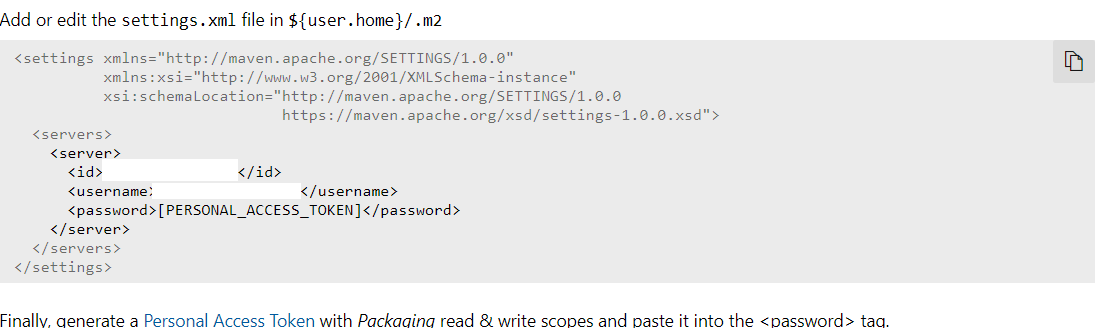 Add or edit the settings.xml file in ${user.home}/.m2
<settings xmlns="http://maven.apache.org/SETTINGS/1.0.0"
xmlns:xsi="http://www.w3.org/2001/XMLSchema-instance"
xsi:schemaLocation="http://maven.apache.org/SETTINGS/1.0.0
https://maven.apache.org/xsd/settings-1.0.0.xsd">
<servers>
<server>
<id> </id>
<username> </username>
<password>[PERSONAL_ACCESS_TOKEN]</password>
</server>
</servers>
</settings>
Finally, generate a Personal Access Token with Packaging read & write scopes and paste it into the <password> tag.